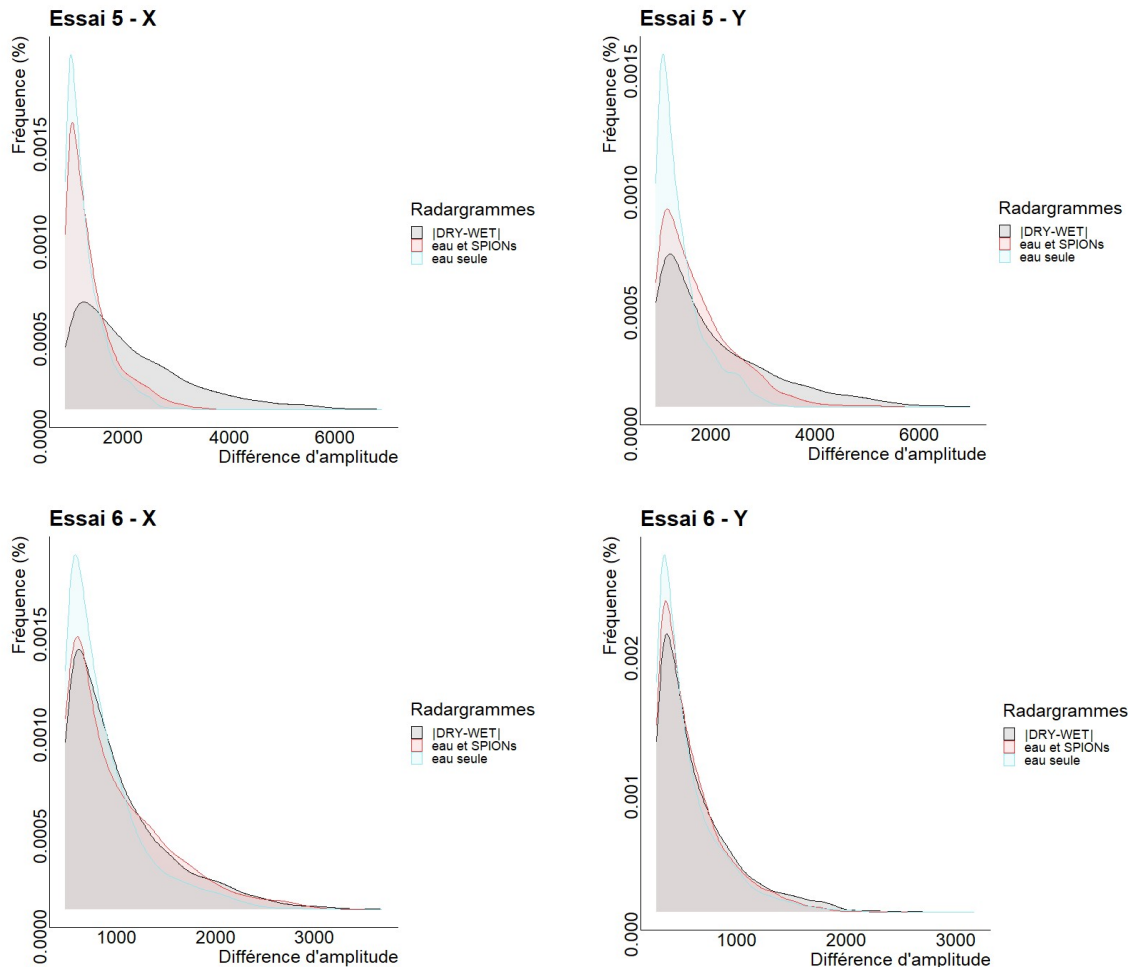 Essai 5 - X
Fréquence (%)
0.0015
0.0010
0.0005
0.0000
2000 4000 6000
Différence d'amplitude
Radargrammes
|DRY-WET|
eau et SPIONs
eau seule
Essai 5 - Y
Fréquence (%)
0.0015
0.0010
0.0005
0.0000
2000 4000 6000
Différence d'amplitude
Radargrammes
|DRY-WET|
eau et SPIONs
eau seule
Essai 6 - X
Fréquence (%)
0.0015
0.0010
0.0005
0.0000
1000 2000 3000
Différence d'amplitude
Radargrammes
|DRY-WET|
eau et SPIONs
eau seule
Essai 6 - Y
Fréquence (%)
0.002
0.001
0.000
1000 2000 3000
Différence d'amplitude
Radargrammes
|DRY-WET|
eau et SPIONs
eau seule